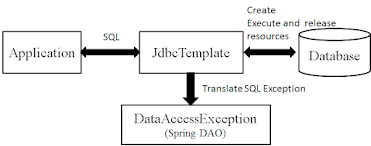 Create
Execute and release
resources
SQL
Application
JdbcTemplate
Database
Translate SQL Exception
DataAccessException
(Spring DAO)